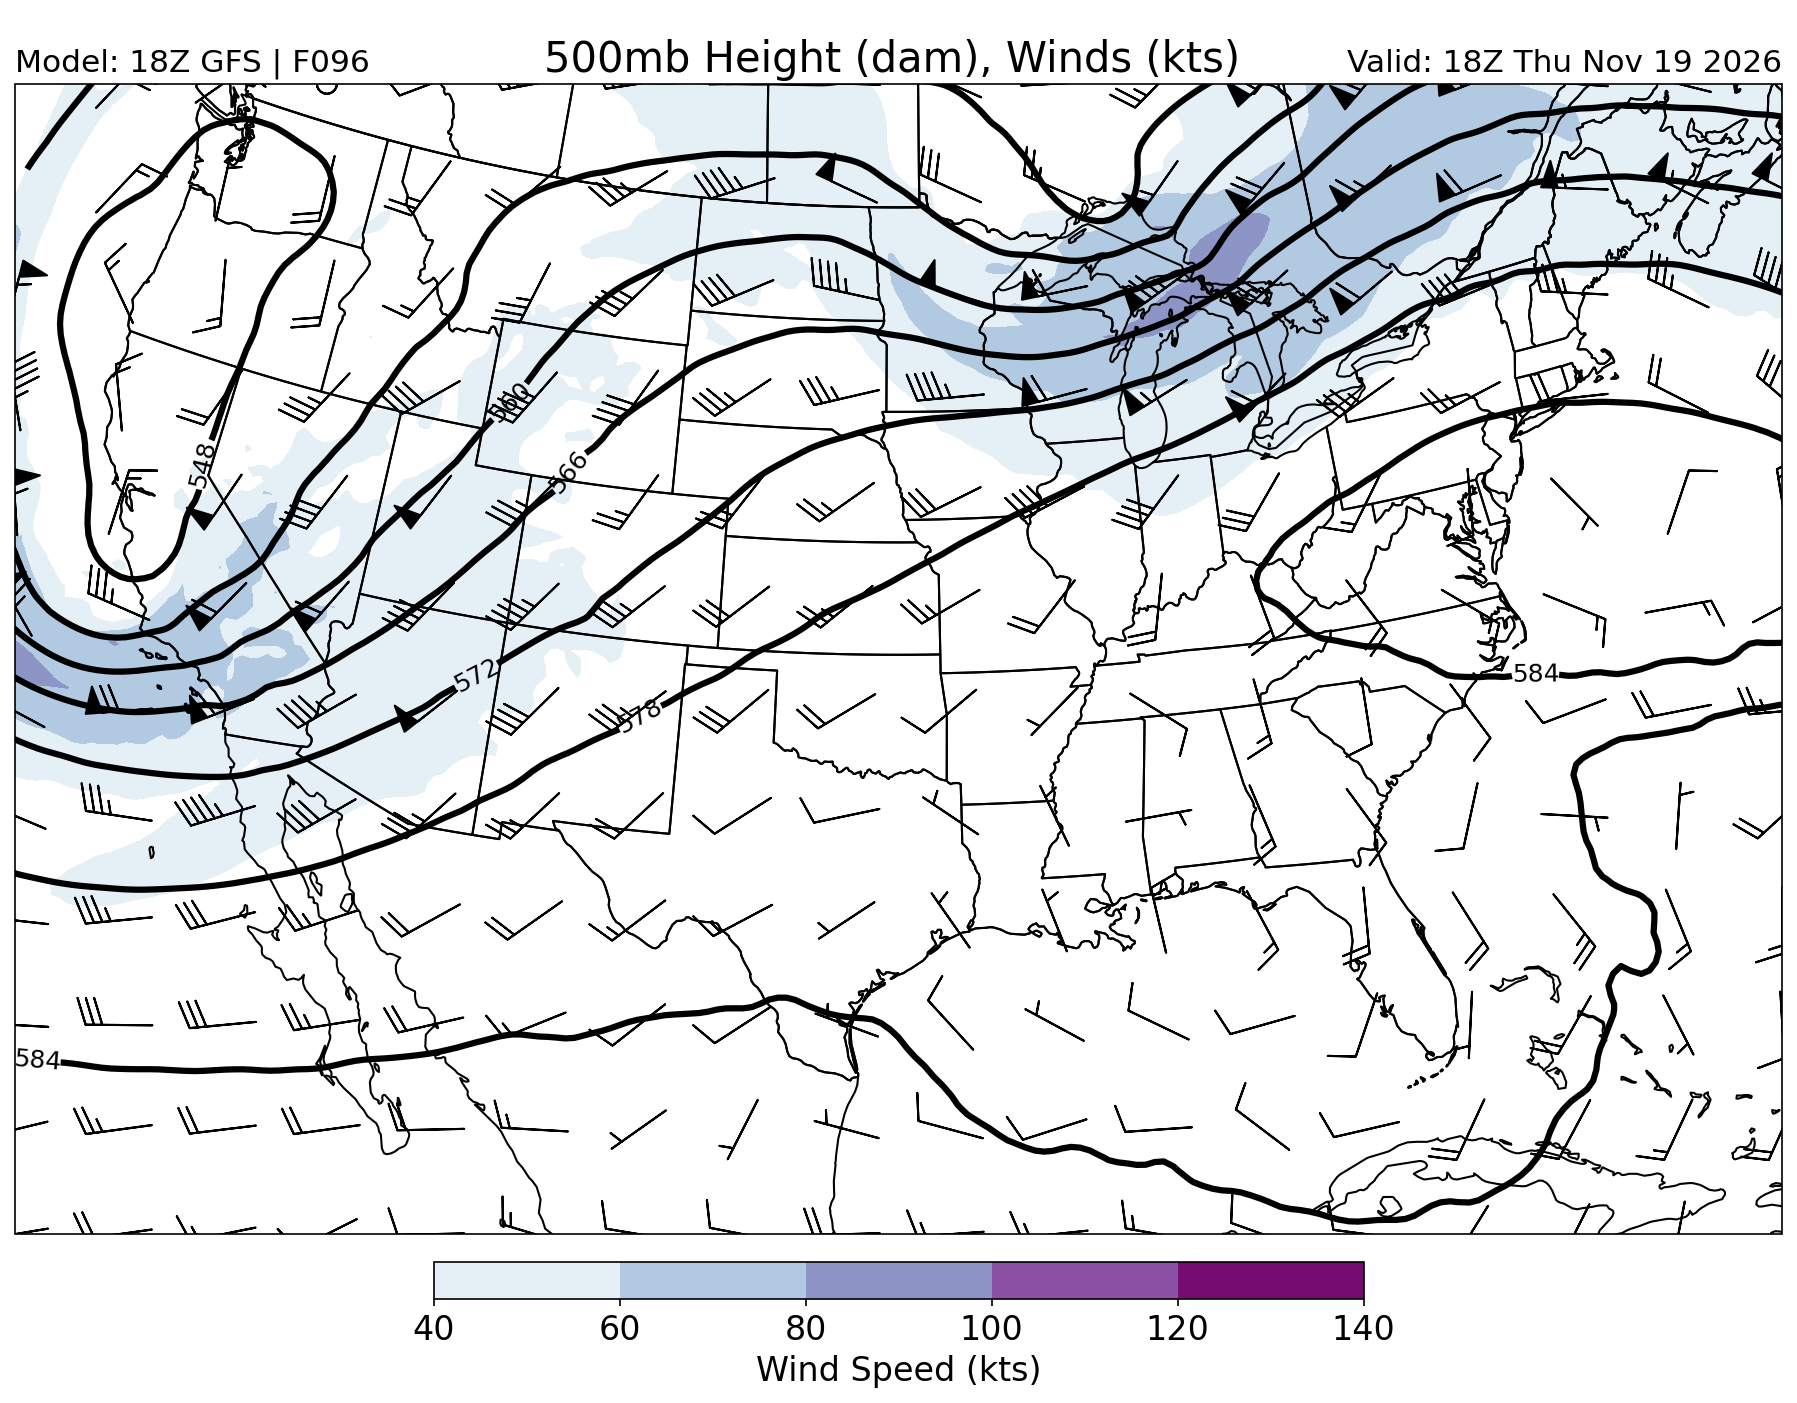 Model: 18Z GFS | F096
500mb Height (dam), Winds (kts)
Valid: 18Z Thu Nov 19 2026
560
548
566
572
584
578
584
40 60 80 100 120 140
Wind Speed (kts)